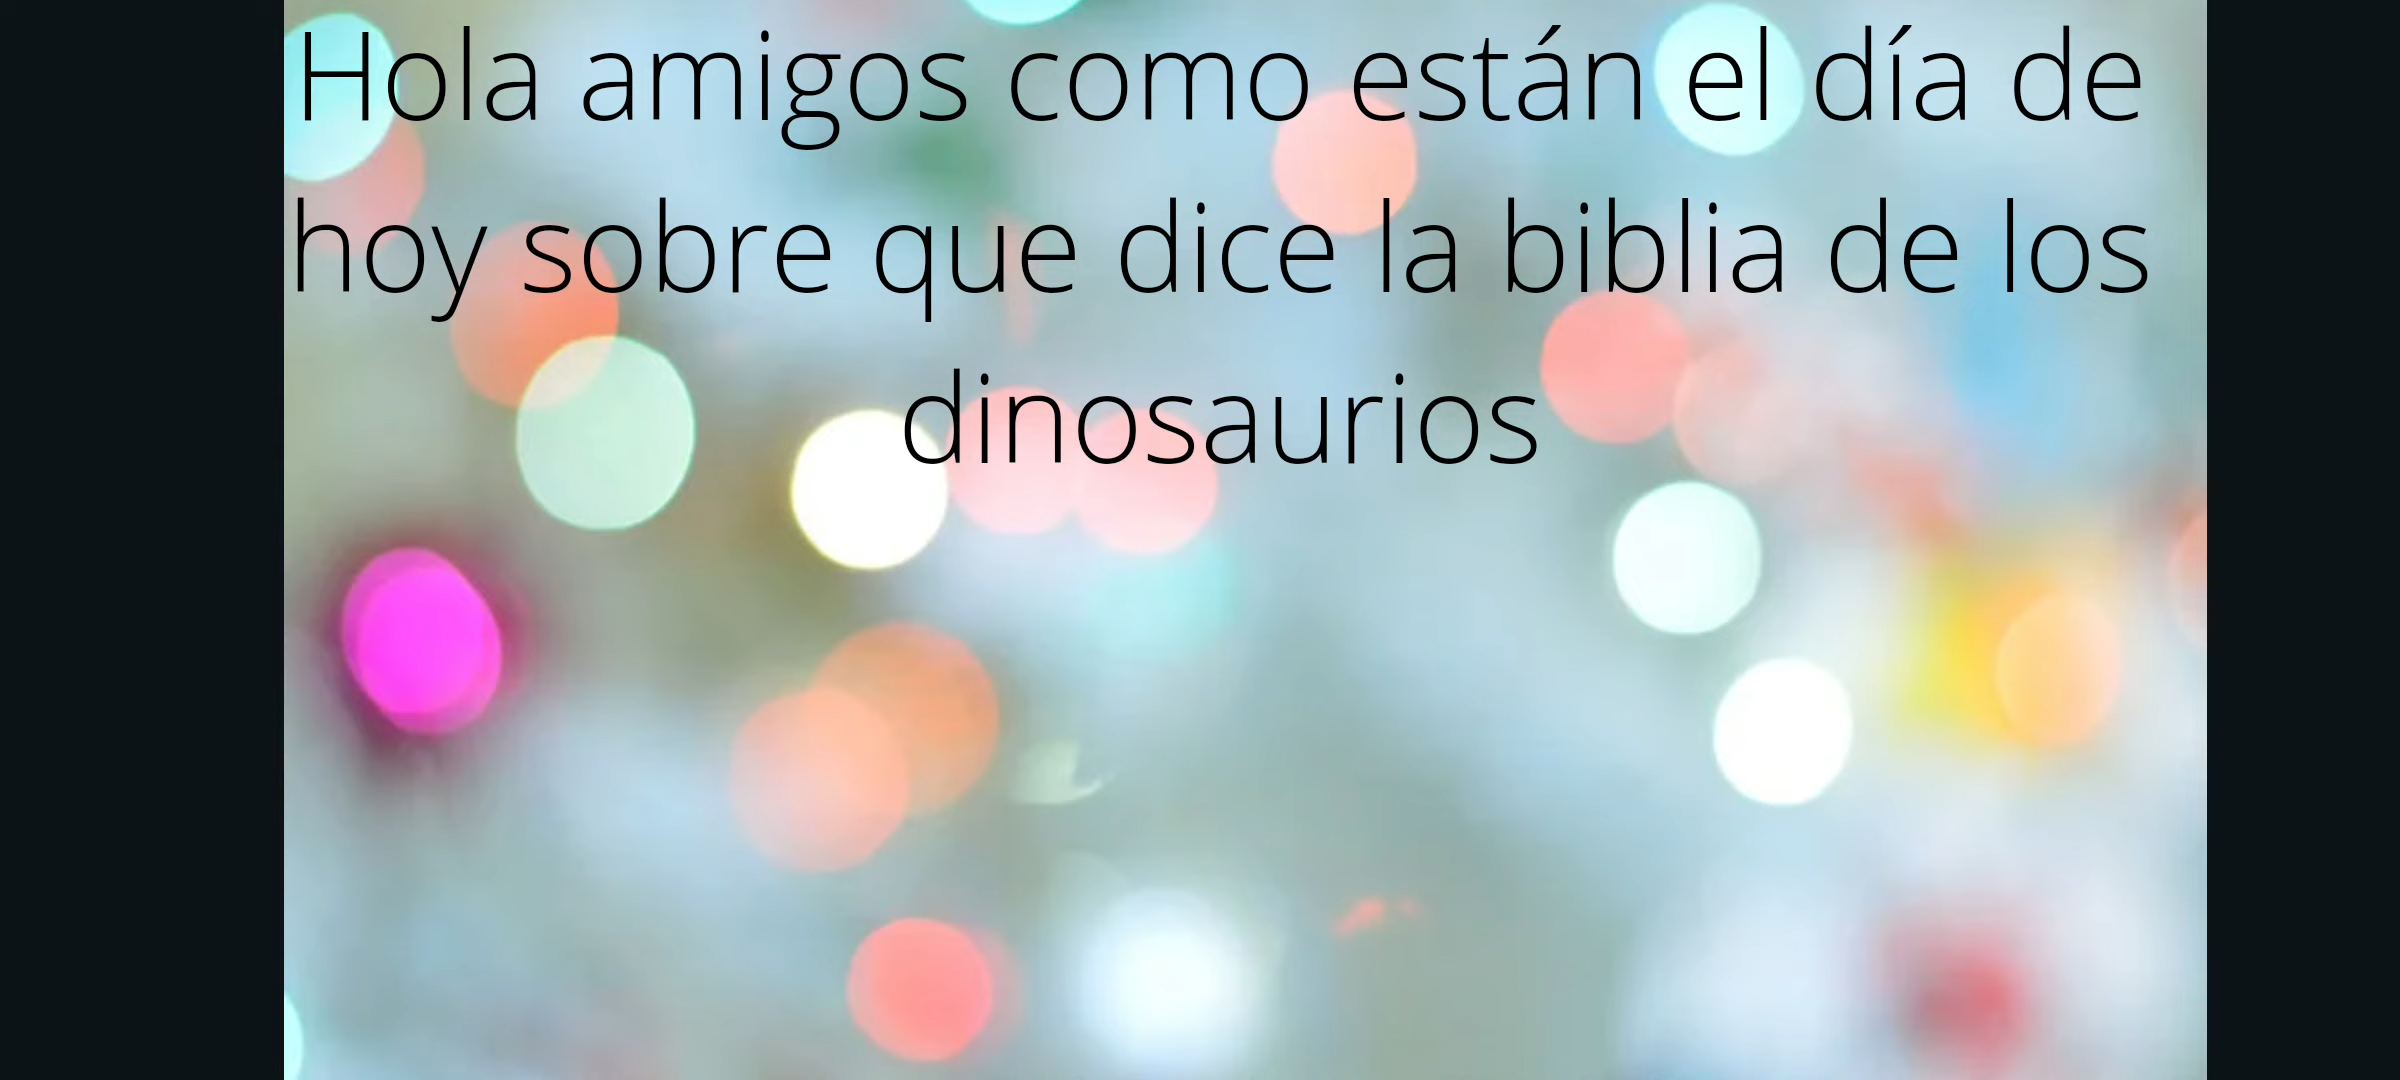 Hola amigos como están el día de
hoy sobre que dice la biblia de los
dinosaurios